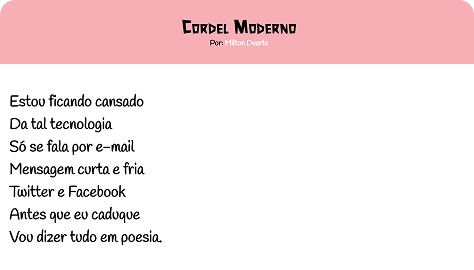 Cordel Moderno
Por: Milton Duarte
Estou ficando cansado
Da tal tecnologia
Só se fala por e-mail
Mensagem curta e fria
Twitter e Facebook
Antes que eu caduque
Vou dizer tudo em poesia.